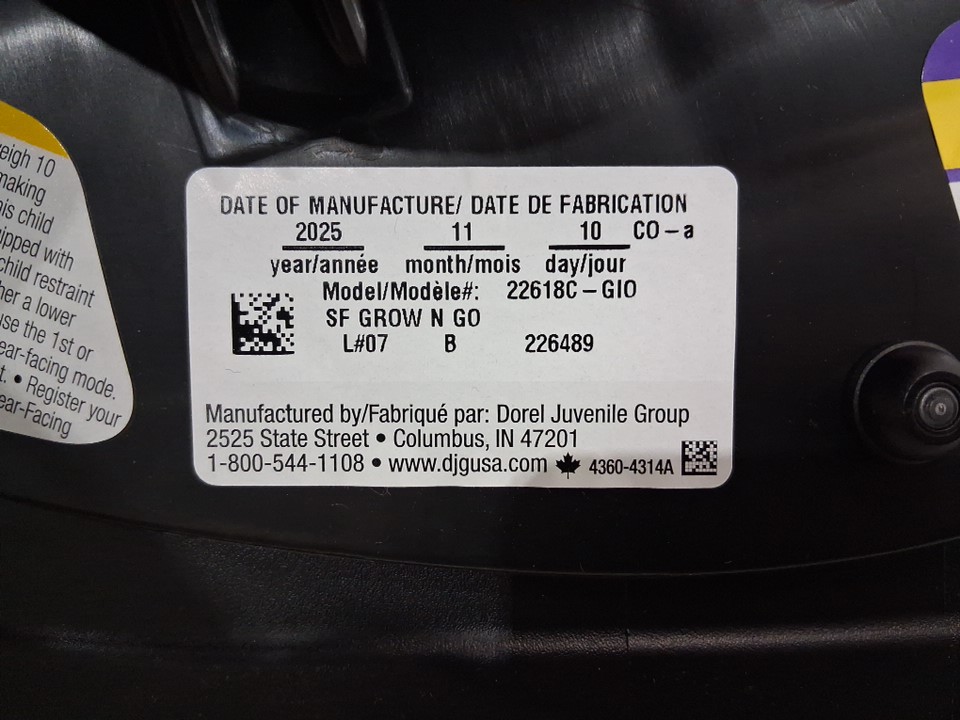 eigh 10
making
his child
ipped with
child restraint
her a lower
use the 1st or
ear-facing mode.
t. • Register your
ear-Facing
DATE OF MANUFACTURE/ DATE DE FABRICATION
2025 11 10 CO-a
year/année month/mois day/jour
Model/Modèle#: 22618C-GIO
SF GROW N GO
L#07 B 226489
Manufactured by/Fabriqué par: Dorel Juvenile Group
2525 State Street • Columbus, IN 47201
1-800-544-1108 • www.djgusa.com 4360-4314A